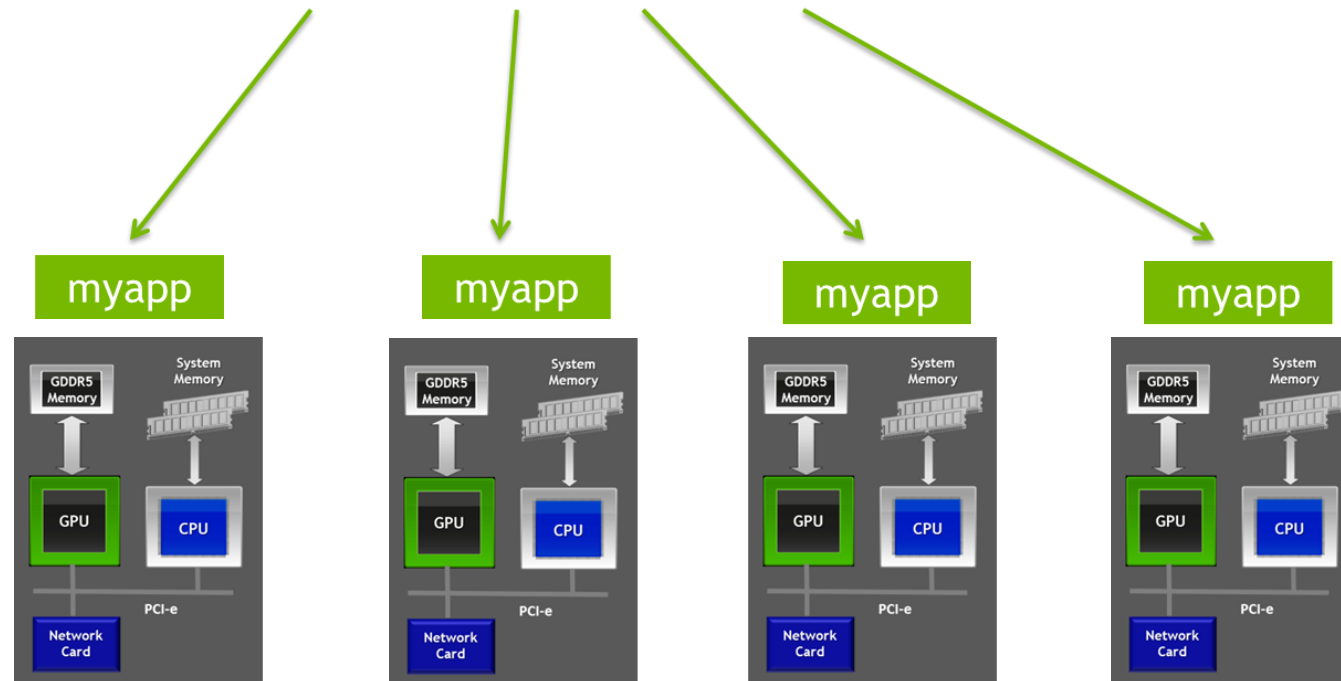 myapp
myapp
myapp
myapp
GDDR5
Memory
System
Memory
GPU
CPU
PCI-e
Network
Card
GDDR5
Memory
System
Memory
GPU
CPU
PCI-e
Network
Card
GDDR5
Memory
System
Memory
GPU
CPU
PCI-e
Network
Card
GDDR5
Memory
System
Memory
GPU
CPU
PCI-e
Network
Card